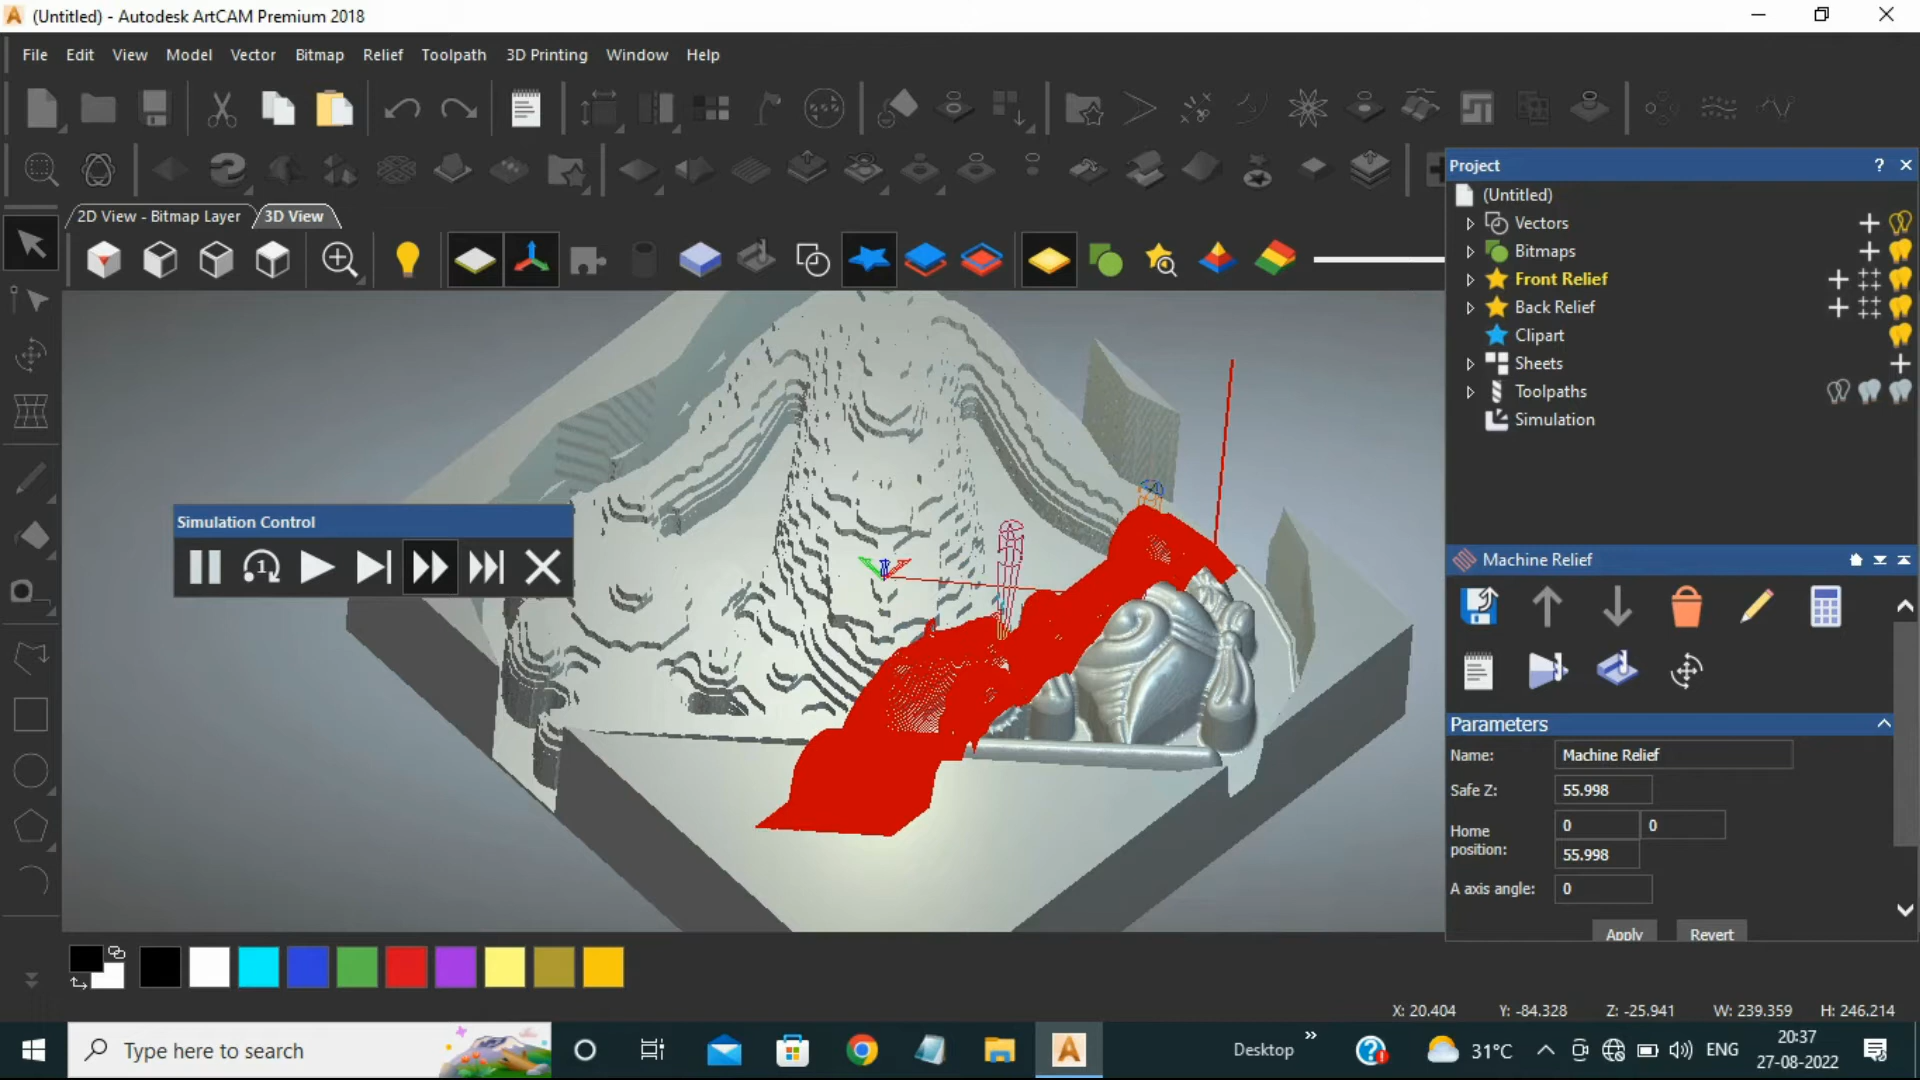 (Untitled) - Autodesk ArtCAM Premium 2018
File Edit View Model Vector Bitmap Relief Toolpath 3D Printing Window Help
2D View - Bitmap Layer 3D View
Project ?
(Untitled)
Vectors
Bitmaps
Front Relief
Back Relief
Clipart
Sheets
Toolpaths
Simulation
Simulation Control
1
Machine Relief
Parameters
Name: Machine Relief
Safe Z: 55.998
Home position: 0 0
55.998
A axis angle: 0
Apply Revert
X: 20.404 Y: -84.328 Z: -25.941 W: 239.359 H: 246.214
Type here to search
Desktop
31°C
ENG
20:37
27-08-2022